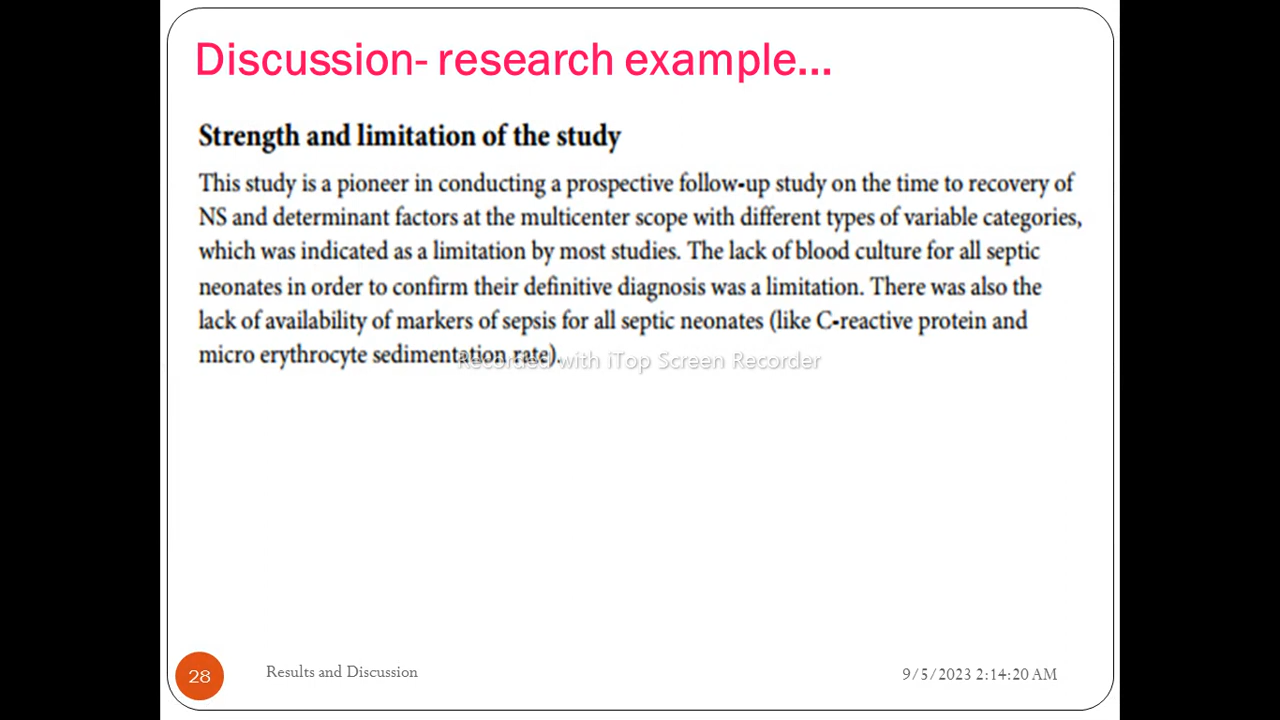 Discussion- research example...
Strength and limitation of the study
This study is a pioneer in conducting a prospective follow-up study on the time to recovery of
NS and determinant factors at the multicenter scope with different types of variable categories,
which was indicated as a limitation by most studies. The lack of blood culture for all septic
neonates in order to confirm their definitive diagnosis was a limitation. There was also the
lack of availability of markers of sepsis for all septic neonates (like C-reactive protein and
micro erythrocyte sedimentation rate).
Recorded with iTop Screen Recorder
28
Results and Discussion
9/5/2023 2:14:20 AM